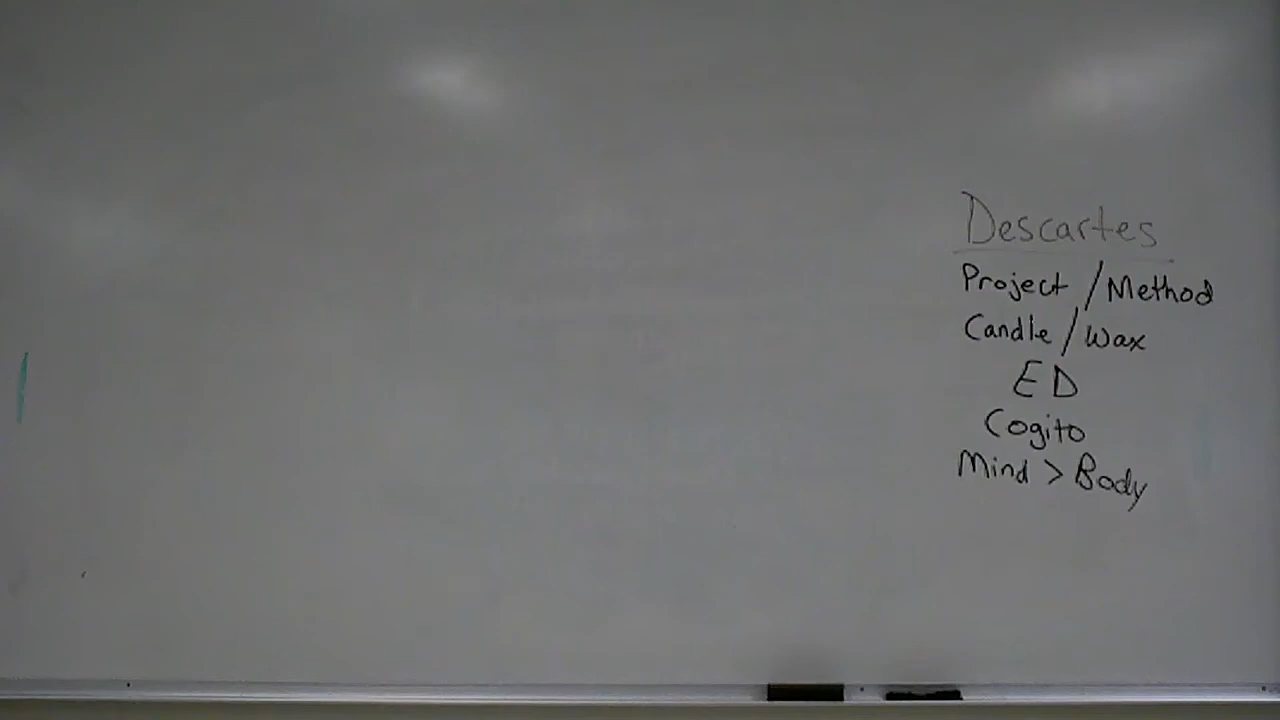 Descartes
Project / Method
Candle / Wax
ED
Cogito
Mind > Body